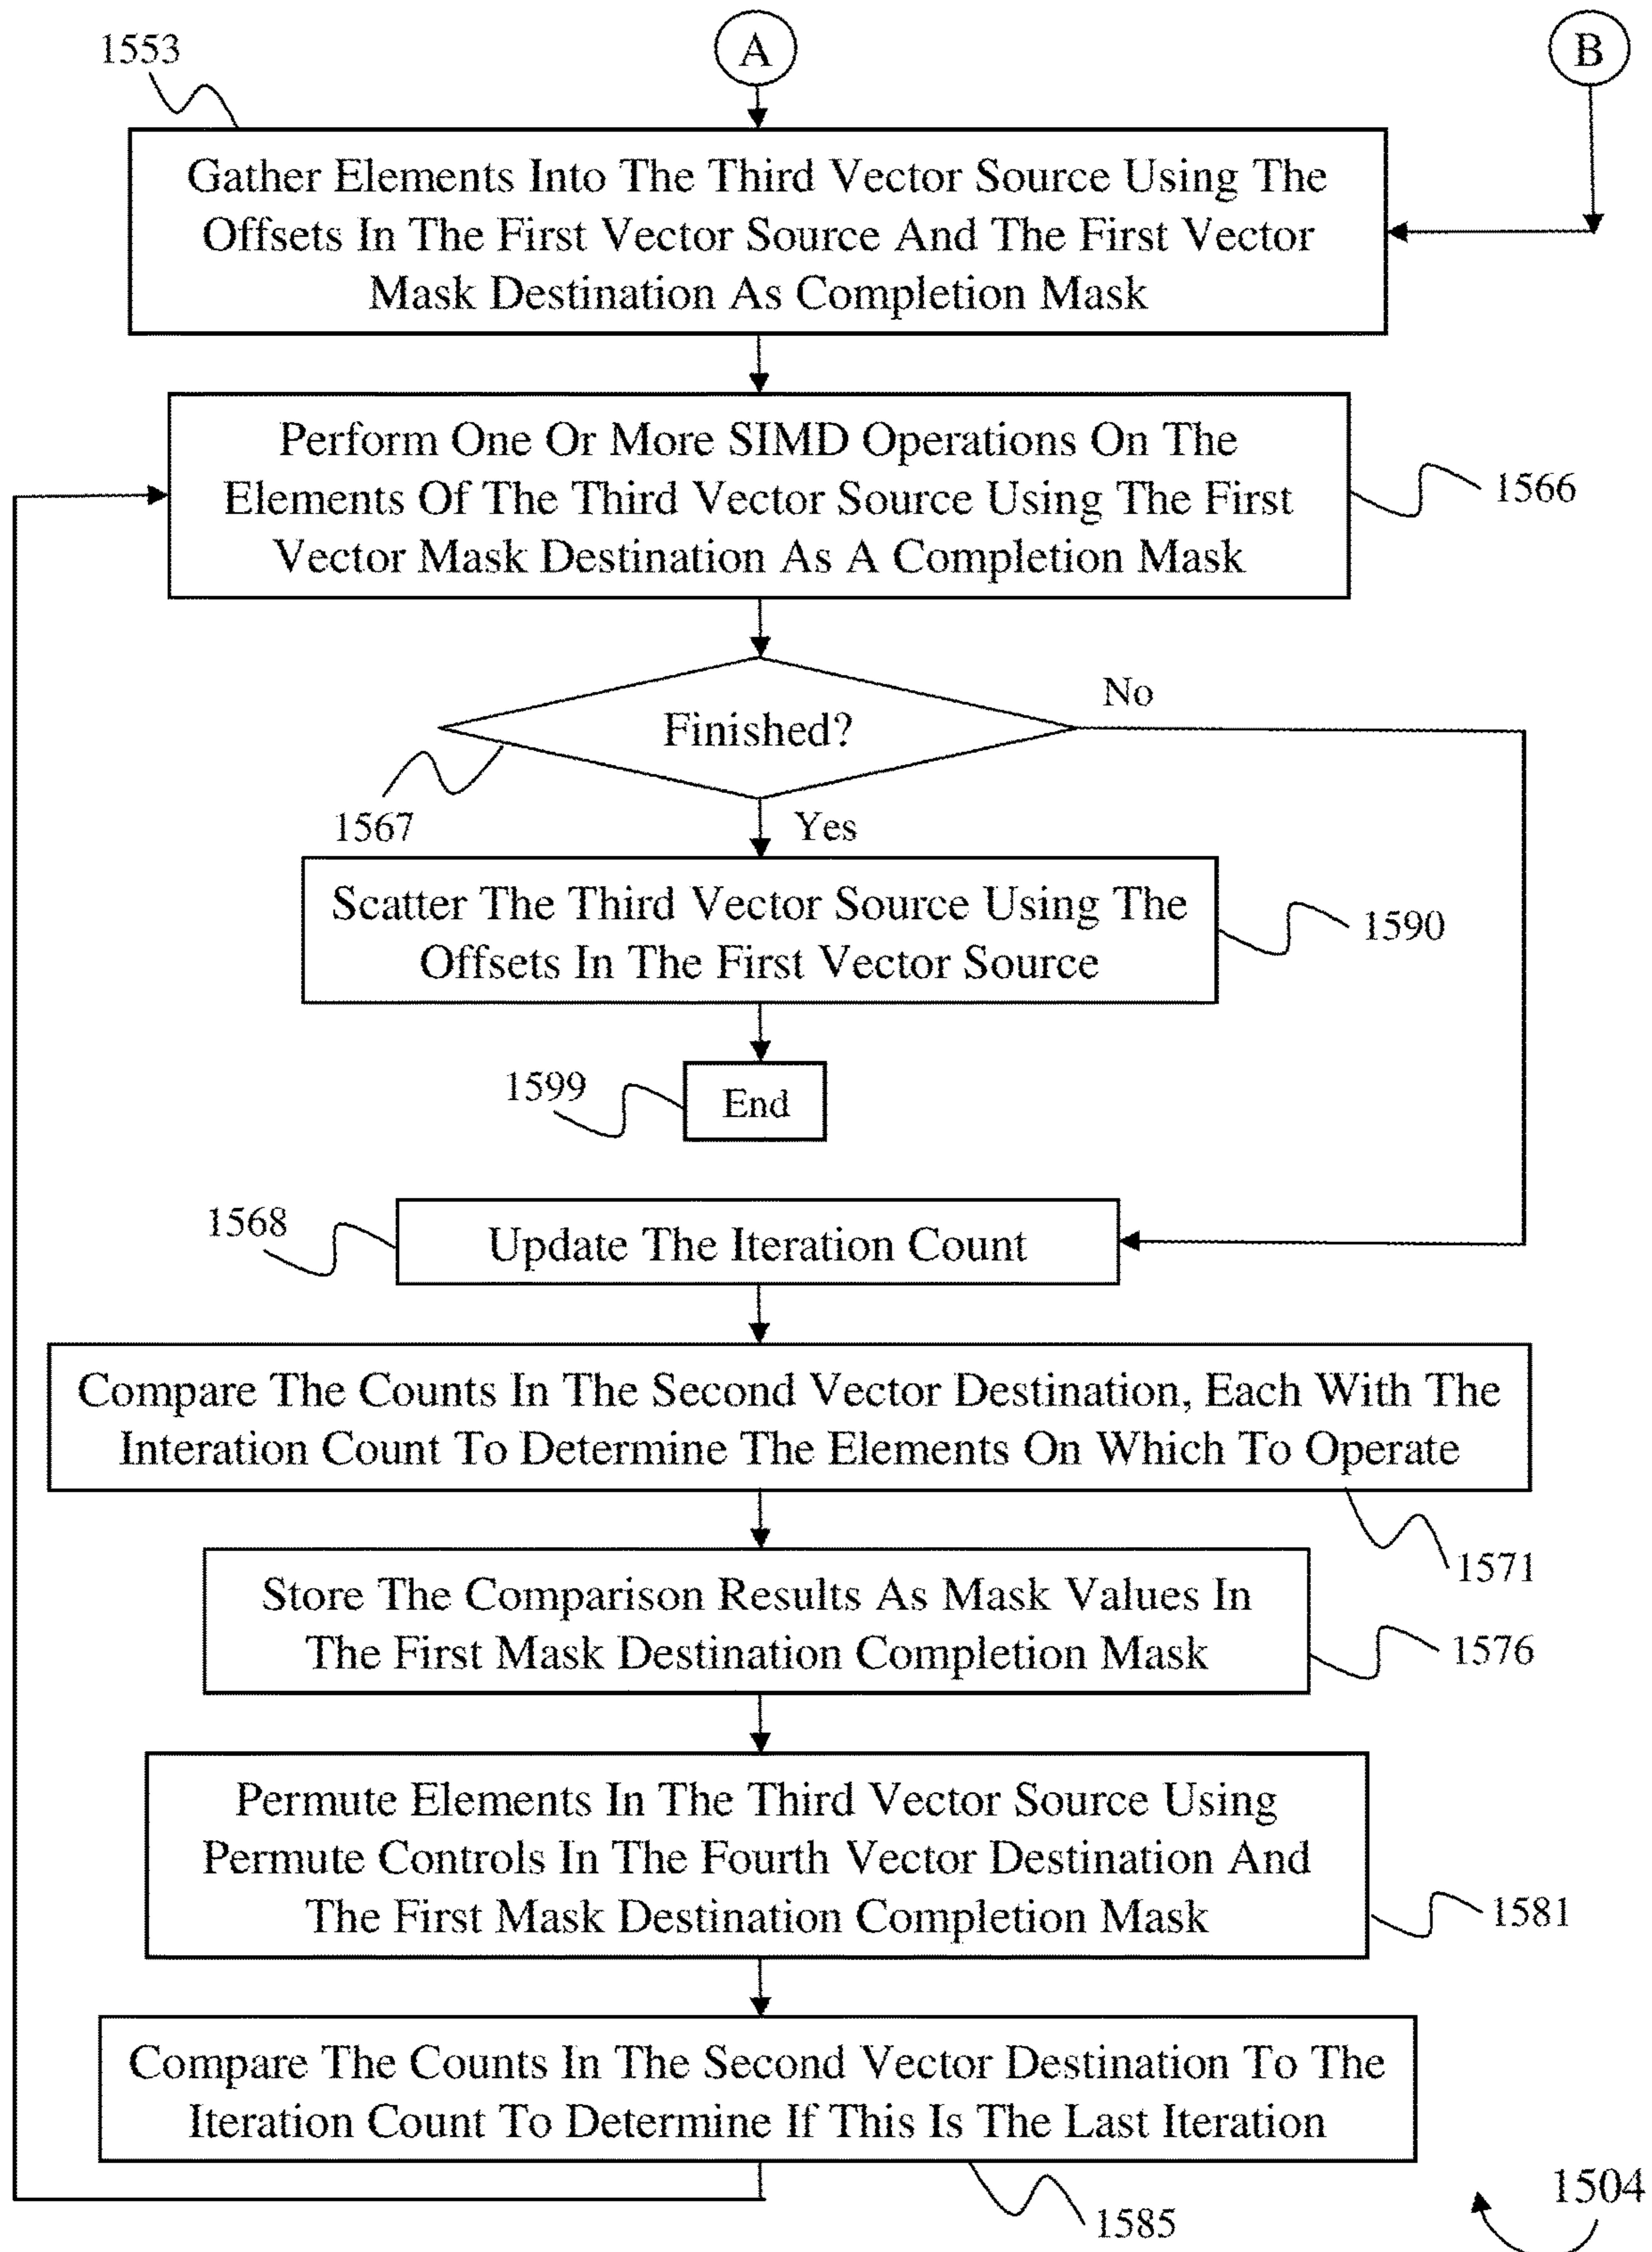 A
B
1553
Gather Elements Into The Third Vector Source Using The
Offsets In The First Vector Source And The First Vector
Mask Destination As Completion Mask
Perform One Or More SIMD Operations On The
Elements Of The Third Vector Source Using The First
Vector Mask Destination As A Completion Mask
1566
No
Finished?
1567
Yes
Scatter The Third Vector Source Using The
Offsets In The First Vector Source
1590
1599
End
1568
Update The Iteration Count
Compare The Counts In The Second Vector Destination, Each With The
Interation Count To Determine The Elements On Which To Operate
1571
Store The Comparison Results As Mask Values In
The First Mask Destination Completion Mask
1576
Permute Elements In The Third Vector Source Using
Permute Controls In The Fourth Vector Destination And
The First Mask Destination Completion Mask
1581
Compare The Counts In The Second Vector Destination To The
Iteration Count To Determine If This Is The Last Iteration
1585
1504